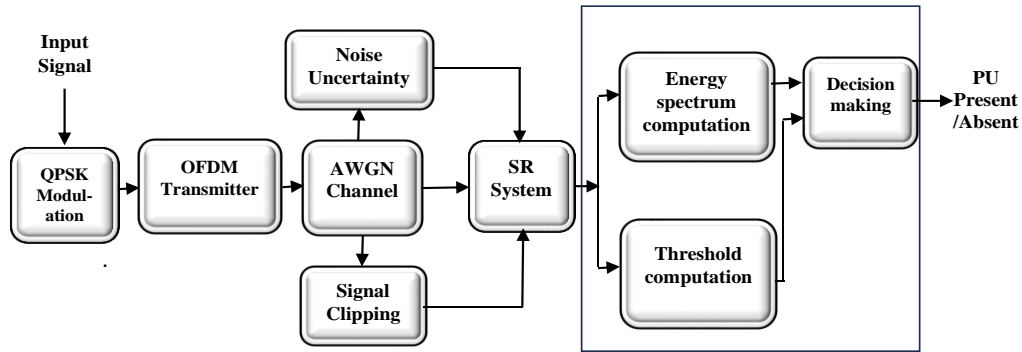 Input
Signal
QPSK
Modul-
ation
OFDM
Transmitter
Noise
Uncertainty
AWGN
Channel
Signal
Clipping
SR
System
Energy
spectrum
computation
Threshold
computation
Decision
making
PU
Present
/Absent
.